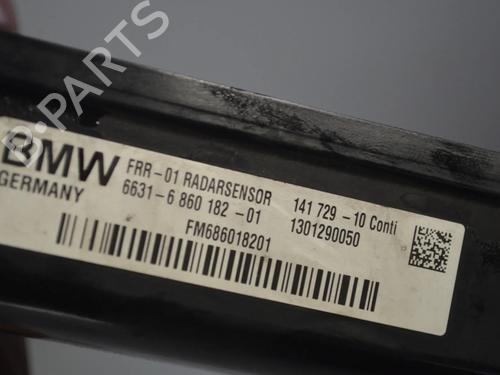 B-PARTS
BMW FRR-01 RADARSENSOR 141 729-10 Conti
GERMANY 6631-6 860 182-01 1301290050
FM686018201